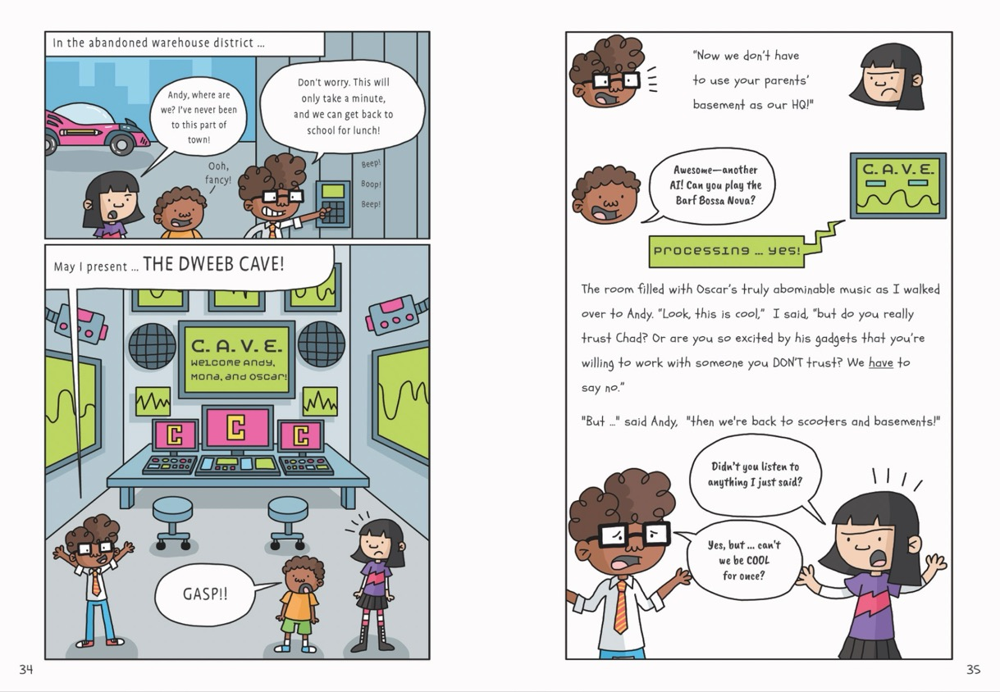 In the abandoned warehouse district ...
Andy, where are
we? I've never been
to this part of
town!
Ooh,
fancy!
Don't worry. This will
only take a minute,
and we can get back to
school for lunch!
Beep!
Boop!
Beep!
May I present ... THE DWEEB CAVE!
C. A. V. E.
Welcome Andy,
Mona, and Oscar!
C
C
C
GASP!!
34
"Now we don't have
to use your parents'
basement as our HQ!"
Awesome—another
AI! Can you play the
Barf Bossa Nova?
C. A. V. E.
Processing ... yes!
The room filled with Oscar's truly abominable music as I walked
over to Andy. "Look, this is cool," I said, "but do you really
trust Chad? Or are you so excited by his gadgets that you're
willing to work with someone you DON'T trust? We have to
say no."
"But ..." said Andy, "then we're back to scooters and basements!"
Didn't you listen to
anything I just said?
Yes, but ... can't
we be COOL
for once?
35